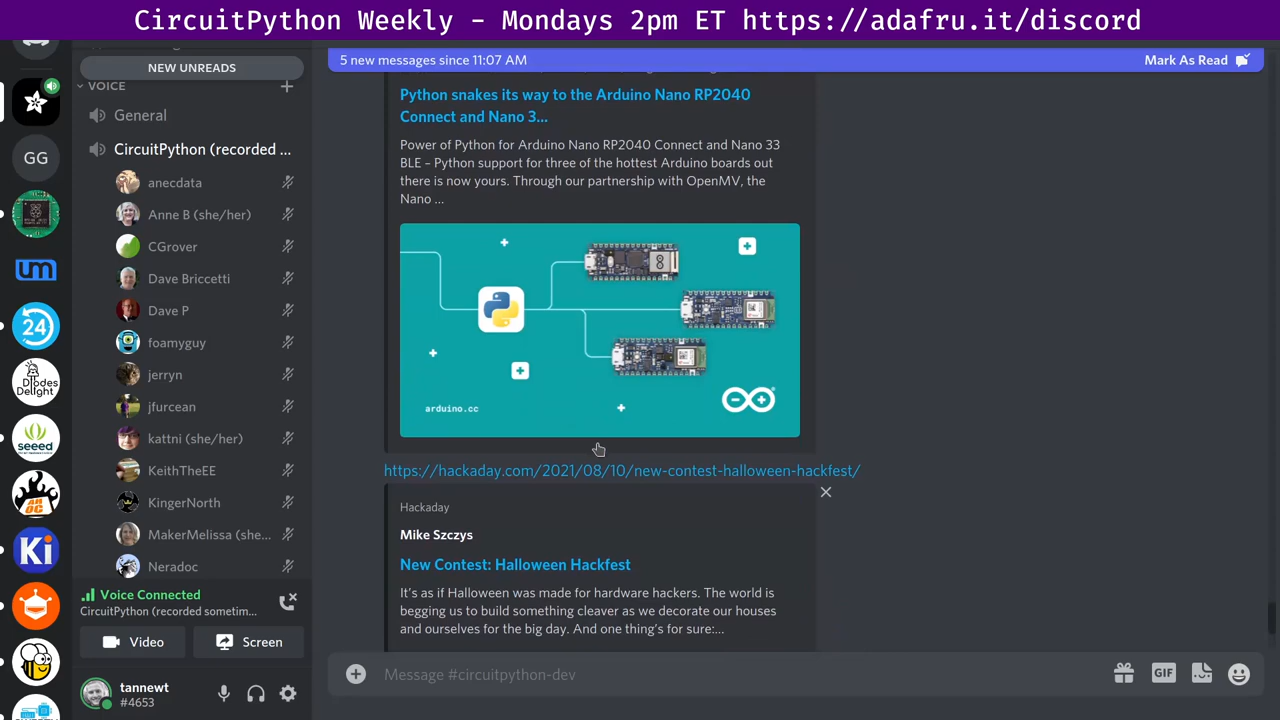 CircuitPython Weekly – Mondays 2pm ET https://adafru.it/discord
NEW UNREADS
VOICE
General
CircuitPython (recorded ...
anecdata
Anne B (she/her)
CGrover
Dave Briccetti
Dave P
foamyguy
jerryn
jfurcean
kattni (she/her)
KeithTheEE
KingerNorth
MakerMelissa (she...
Neradoc
Voice Connected
CircuitPython (recorded sometim...
Video
Screen
tannewt
#4653
GG
um
24
Diodes
Delight
seeed
Ki
5 new messages since 11:07 AM
Mark As Read
Python snakes its way to the Arduino Nano RP2040
Connect and Nano 3...
Power of Python for Arduino Nano RP2040 Connect and Nano 33
BLE – Python support for three of the hottest Arduino boards out
there is now yours. Through our partnership with OpenMV, the
Nano ...
arduino.cc
https://hackaday.com/2021/08/10/new-contest-halloween-hackfest/
Hackaday
Mike Szczys
New Contest: Halloween Hackfest
It's as if Halloween was made for hardware hackers. The world is
begging us to build something cleaver as we decorate our houses
and ourselves for the big day. And one thing's for sure:...
Message #circuitpython-dev
GIF